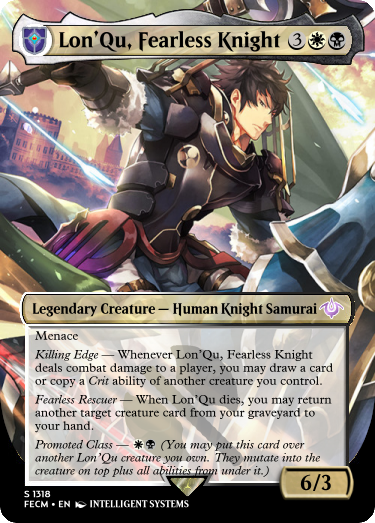 Lon'Qu, Fearless Knight 3
Legendary Creature — Human Knight Samurai
Menace
Killing Edge — Whenever Lon'Qu, Fearless Knight
deals combat damage to a player, you may draw a card
or copy a Crit ability of another creature you control.
Fearless Rescuer — When Lon'Qu dies, you may return
another target creature card from your graveyard to
your hand.
Promoted Class — (You may put this card over
another Lon'Qu creature you own. They mutate into the
creature on top plus all abilities from under it.)
6/3
S 1318
FECM • EN INTELLIGENT SYSTEMS